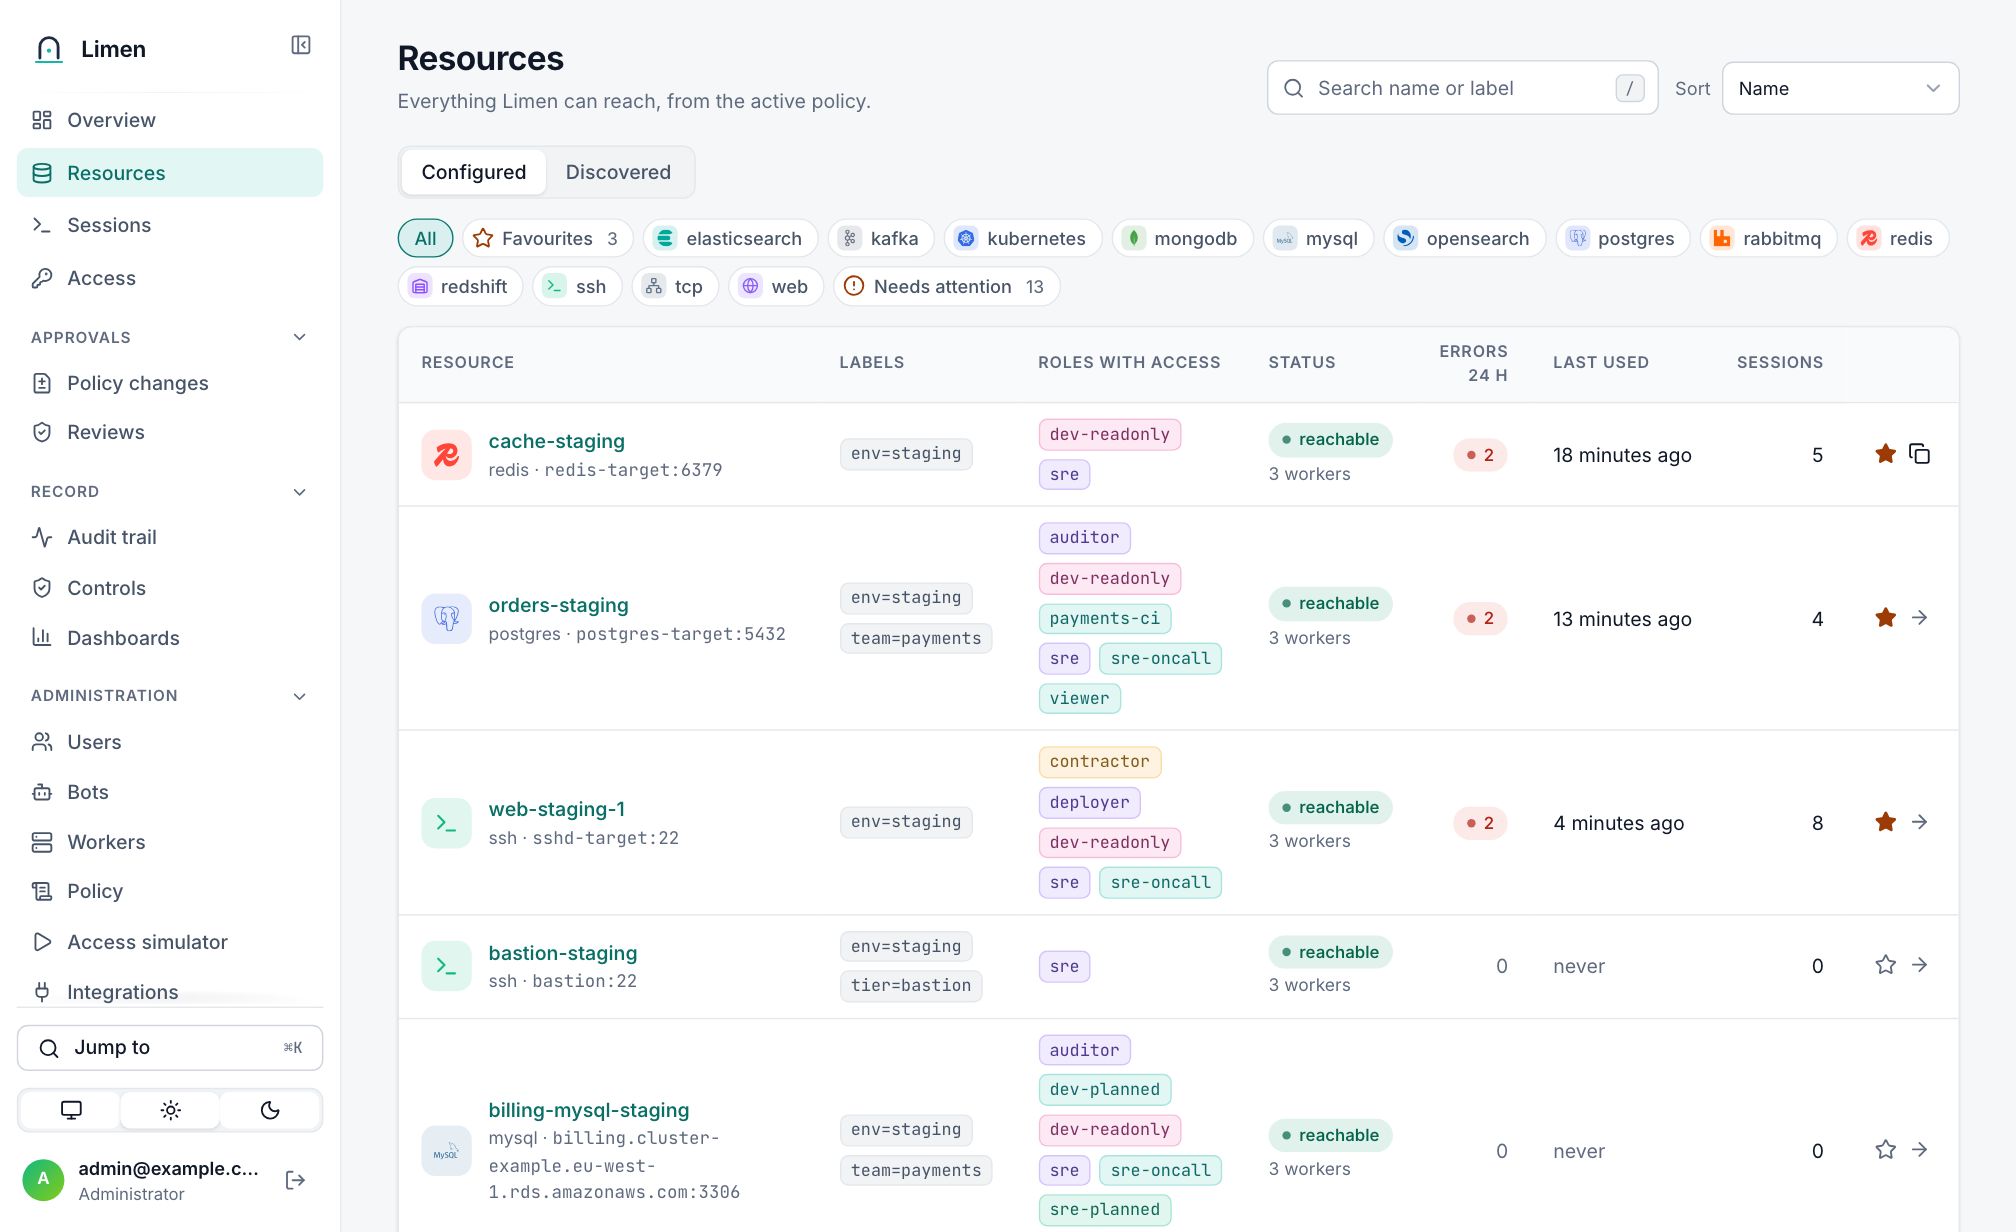 Limen
Overview
Resources
Sessions
Access
APPROVALS
Policy changes
Reviews
RECORD
Audit trail
Controls
Dashboards
ADMINISTRATION
Users
Bots
Workers
Policy
Access simulator
Integrations
Jump to ⌘K
A
admin@example.c...
Administrator
Resources
Everything Limen can reach, from the active policy.
Search name or label /
Sort Name
Configured Discovered
All Favourites 3 elasticsearch kafka kubernetes mongodb mysql opensearch postgres rabbitmq redis
redshift ssh tcp web Needs attention 13
RESOURCE LABELS ROLES WITH ACCESS STATUS ERRORS 24 H LAST USED SESSIONS
cache-staging
redis · redis-target:6379
env=staging
dev-readonly
sre
reachable
3 workers
2
18 minutes ago
5
orders-staging
postgres · postgres-target:5432
env=staging
team=payments
auditor
dev-readonly
payments-ci
sre sre-oncall
viewer
reachable
3 workers
2
13 minutes ago
4
web-staging-1
ssh · sshd-target:22
env=staging
contractor
deployer
dev-readonly
sre sre-oncall
reachable
3 workers
2
4 minutes ago
8
bastion-staging
ssh · bastion:22
env=staging
tier=bastion
sre
reachable
3 workers
0
never
0
MySQL
billing-mysql-staging
mysql · billing.cluster-
example.eu-west-
1.rds.amazonaws.com:3306
env=staging
team=payments
auditor
dev-planned
dev-readonly
sre sre-oncall
sre-planned
reachable
3 workers
0
never
0